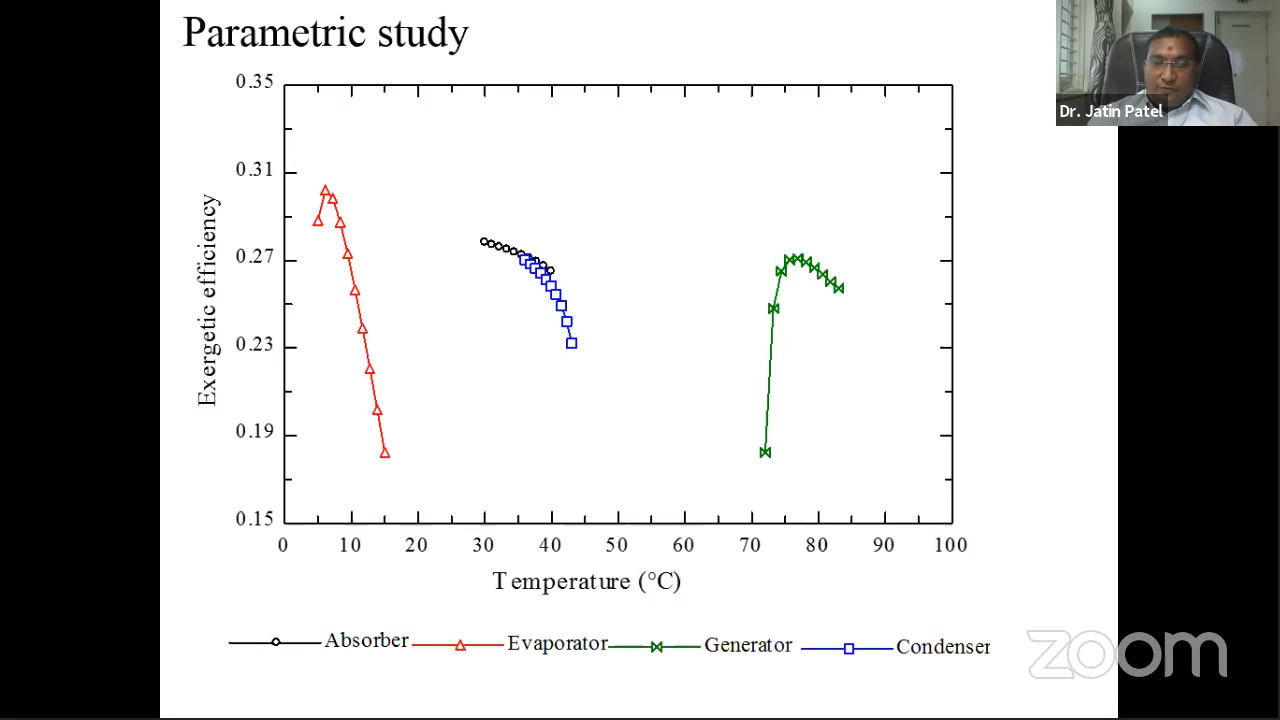 Parametric study
Dr. Jatin Patel
0.35
0.31
0.27
0.23
0.19
0.15
Exergetic efficiency
0 10 20 30 40 50 60 70 80 90 100
Temperature (°C)
Absorber Evaporator Generator Condenser
zoom